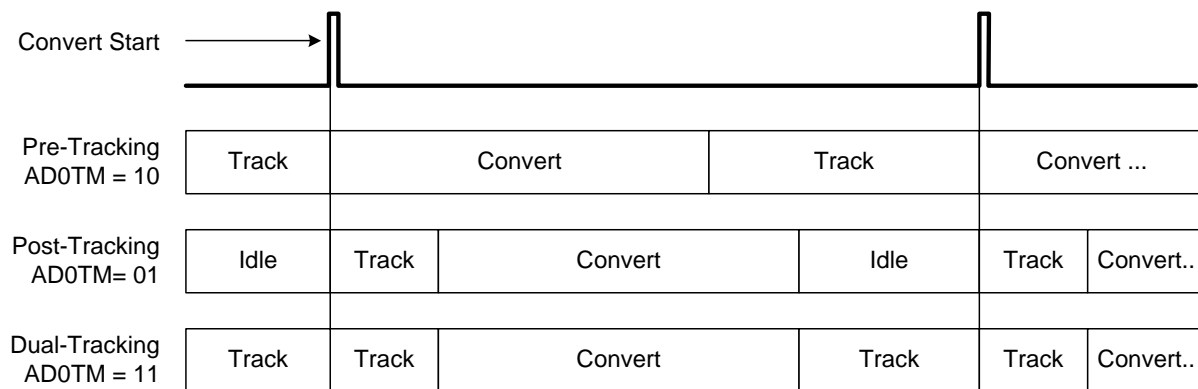 Convert Start
Pre-Tracking
AD0TM = 10
Track Convert Track Convert ...
Post-Tracking
AD0TM= 01
Idle Track Convert Idle Track Convert..
Dual-Tracking
AD0TM = 11
Track Track Convert Track Track Convert..